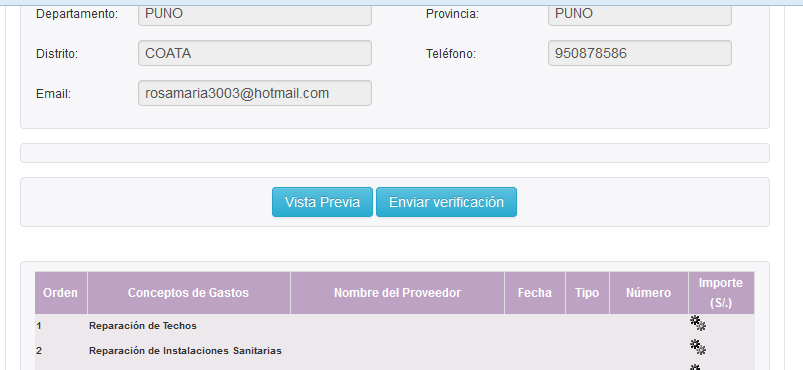 Departamento: PUNO Provincia: PUNO
Distrito: COATA Teléfono: 950878586
Email: rosamaria3003@hotmail.com
Vista Previa Enviar verificación
Orden Conceptos de Gastos Nombre del Proveedor Fecha Tipo Número Importe (S/.)
1 Reparación de Techos
2 Reparación de Instalaciones Sanitarias